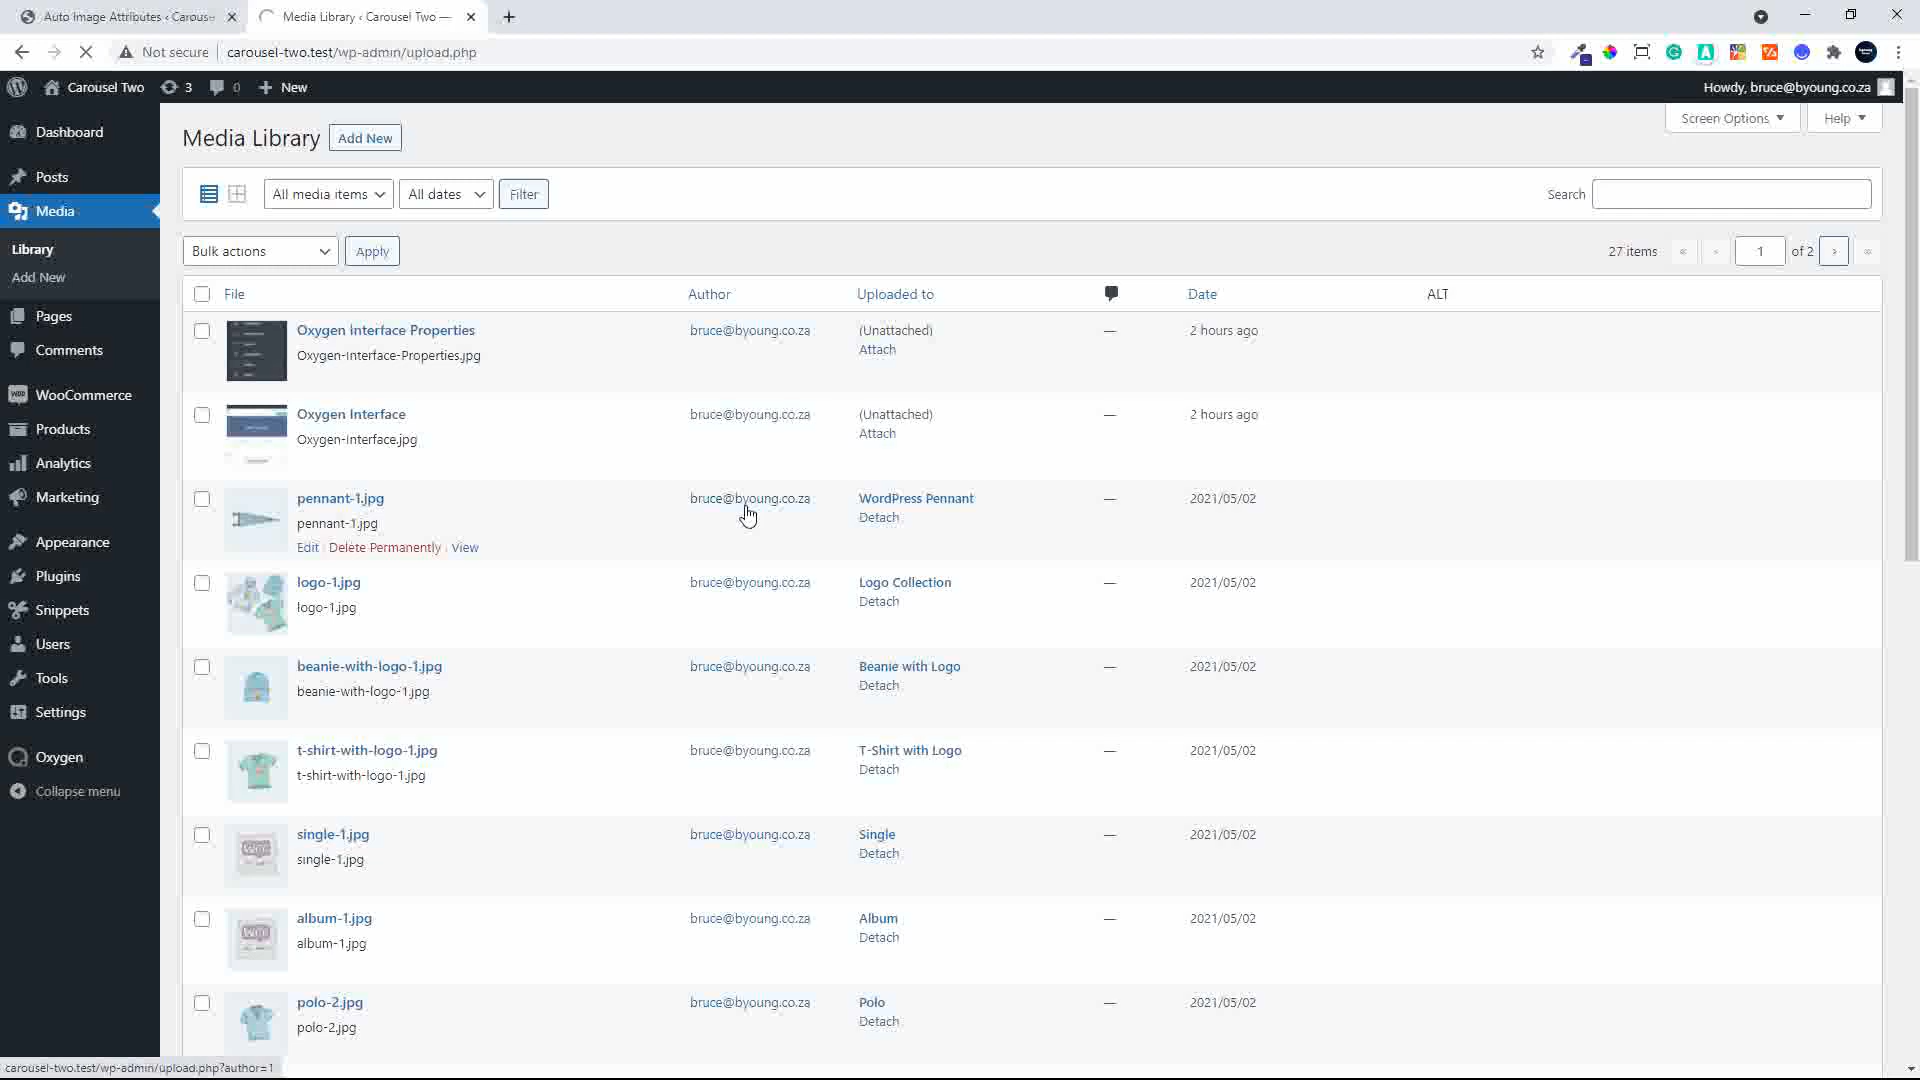 Auto Image Attributes ‹ Carouse
Media Library ‹ Carousel Two —
Not secure
carousel-two.test/wp-admin/upload.php
Carousel Two
3
0
New
Howdy, bruce@byoung.co.za
Dashboard
Posts
Media
Library
Add New
Pages
Comments
WooCommerce
Products
Analytics
Marketing
Appearance
Plugins
Snippets
Users
Tools
Settings
Oxygen
Collapse menu
Media Library
Add New
Screen Options
Help
All media items
All dates
Filter
Search
Bulk actions
Apply
27 items
«
‹
1
of 2
›
»
File
Author
Uploaded to
Date
ALT
Oxygen Interface Properties
Oxygen-Interface-Properties.jpg
bruce@byoung.co.za
(Unattached)
Attach
—
2 hours ago
Oxygen Interface
Oxygen-Interface.jpg
bruce@byoung.co.za
(Unattached)
Attach
—
2 hours ago
pennant-1.jpg
pennant-1.jpg
Edit | Delete Permanently | View
bruce@byoung.co.za
WordPress Pennant
Detach
—
2021/05/02
logo-1.jpg
logo-1.jpg
bruce@byoung.co.za
Logo Collection
Detach
—
2021/05/02
beanie-with-logo-1.jpg
beanie-with-logo-1.jpg
bruce@byoung.co.za
Beanie with Logo
Detach
—
2021/05/02
t-shirt-with-logo-1.jpg
t-shirt-with-logo-1.jpg
bruce@byoung.co.za
T-Shirt with Logo
Detach
—
2021/05/02
single-1.jpg
single-1.jpg
bruce@byoung.co.za
Single
Detach
—
2021/05/02
album-1.jpg
album-1.jpg
bruce@byoung.co.za
Album
Detach
—
2021/05/02
polo-2.jpg
polo-2.jpg
bruce@byoung.co.za
Polo
Detach
—
2021/05/02
carousel-two.test/wp-admin/upload.php?author=1